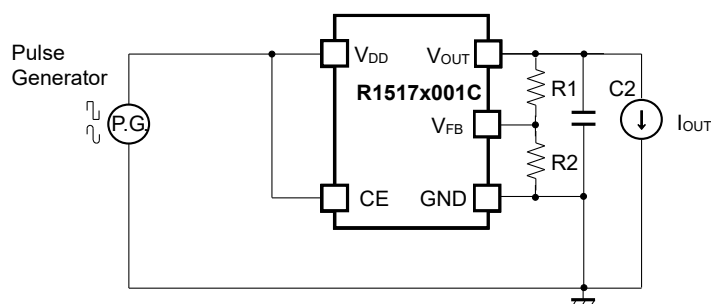 Pulse
Generator
P.G.
VDD
VOUT
R1517x001C
VFB
CE
GND
R1
R2
C2
IOUT